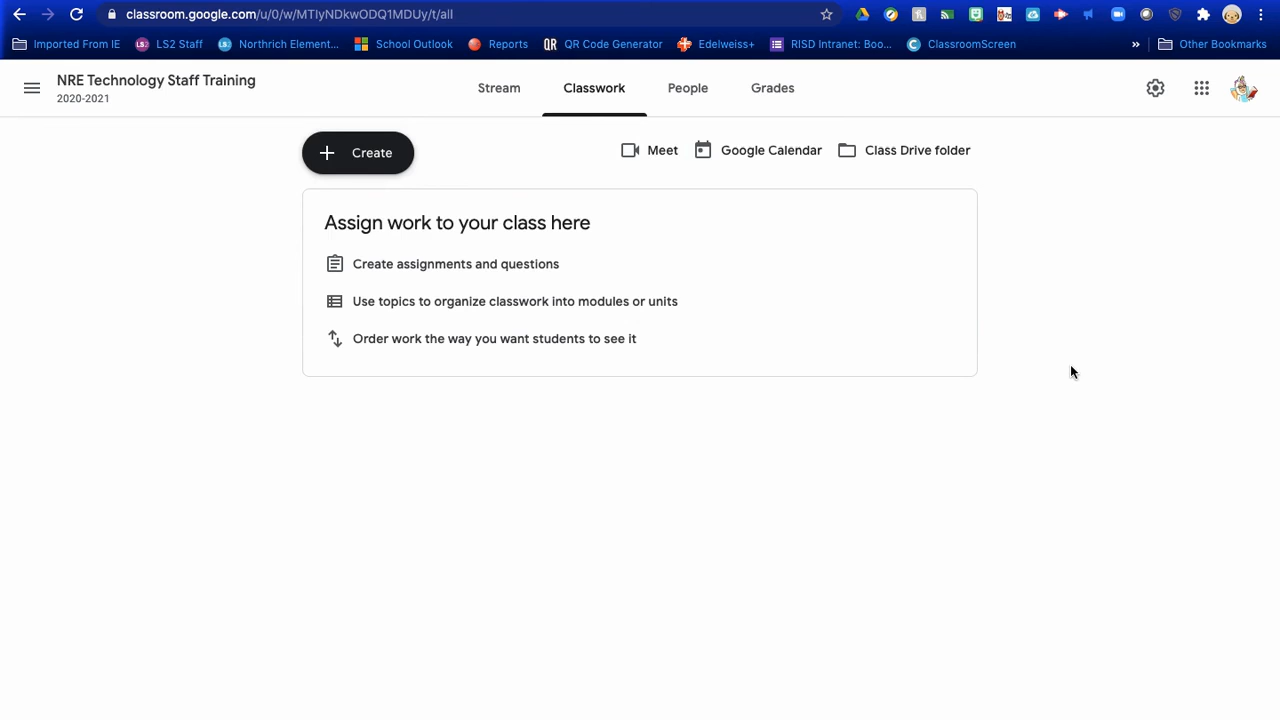 classroom.google.com/u/0/w/MTIyNDkwODQ1MDUy/t/all
Imported From IE LS2 Staff Northrich Element... School Outlook Reports QR QR Code Generator Edelweiss+ RISD Intranet: Boo... C ClassroomScreen » Other Bookmarks
NRE Technology Staff Training
2020-2021
Stream Classwork People Grades
+ Create
Meet Google Calendar Class Drive folder
Assign work to your class here
Create assignments and questions
Use topics to organize classwork into modules or units
Order work the way you want students to see it